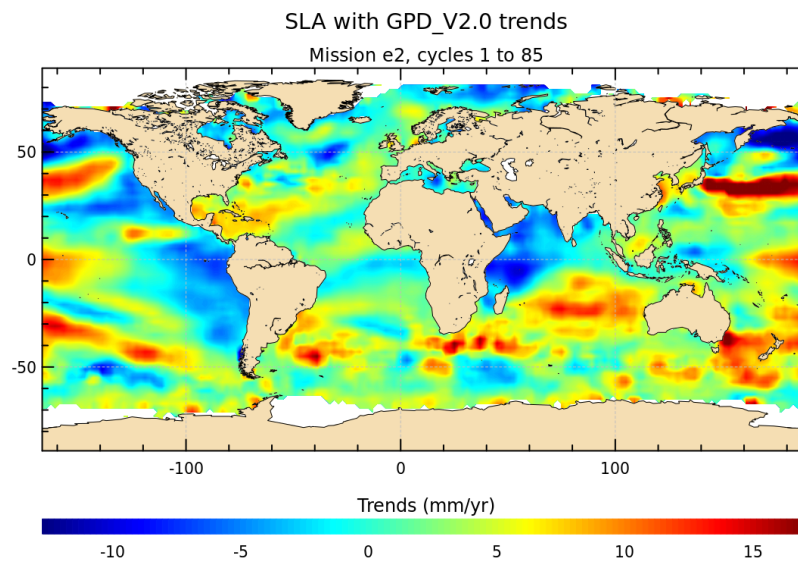 SLA with GPD_V2.0 trends
Mission e2, cycles 1 to 85
50
0
-50
-100 0 100
Trends (mm/yr)
-10 -5 0 5 10 15